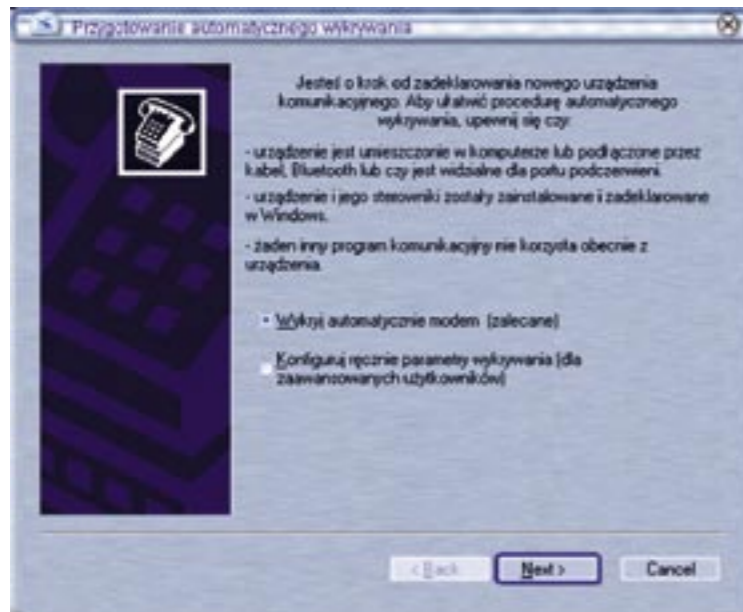 Przygotowanie automatycznego wykrywania
Jesteś o krok od zadeklarowania nowego urządzenia
komunikacyjnego. Aby ułatwić procedurę automatycznego
wykrywania, upewnij się czy:
- urządzenie jest umieszczonie w komputerze lub podłączone przez
kabel, Bluetooth lub czy jest widzialne dla portu podczerwieni.
- urządzenie i jego sterowniki zostały zainstalowane i zadeklarowane
w Windows.
- żaden inny program komunikacyjny nie korzysta obecnie z
urządzenia.
Wykryj automatycznie modem (zalecane)
Konfiguruj ręcznie parametry wykrywania (dla
zaawansowanych użytkowników)
< Back
Next >
Cancel